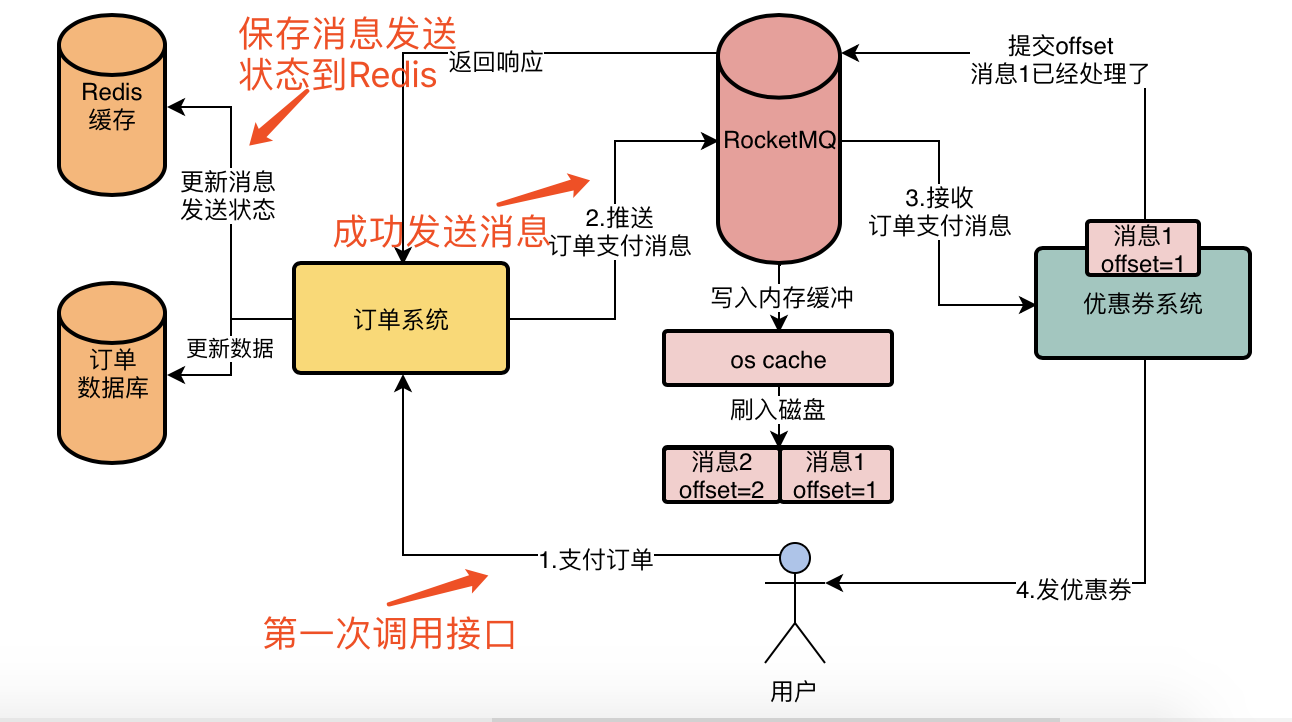 保存消息发送
状态到Redis
返回响应
提交offset
消息1已经处理了
Redis
缓存
RocketMQ
更新消息
发送状态
成功发送消息
2.推送
订单支付消息
3.接收
订单支付消息
消息1
offset=1
优惠券系统
写入内存缓冲
订单系统
更新数据
订单
数据库
os cache
刷入磁盘
消息2
offset=2
消息1
offset=1
1.支付订单
4.发优惠券
第一次调用接口
用户